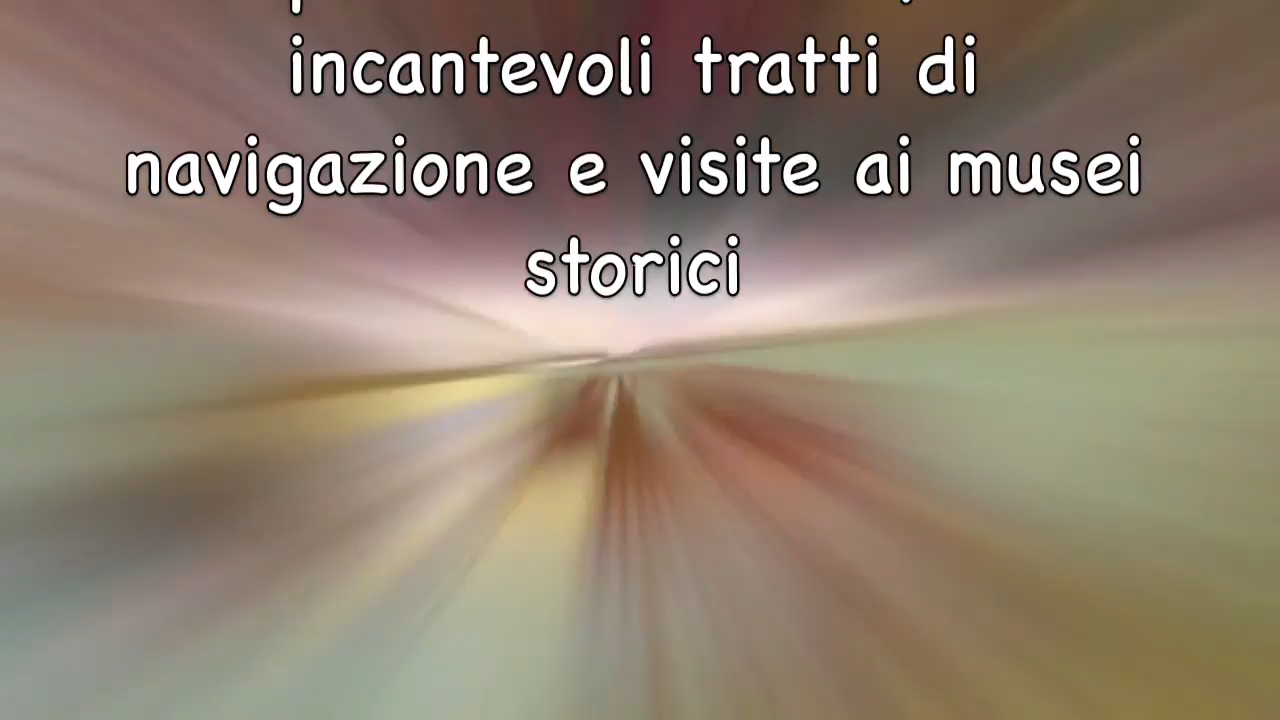 incantevoli tratti di
navigazione e visite ai musei
storici